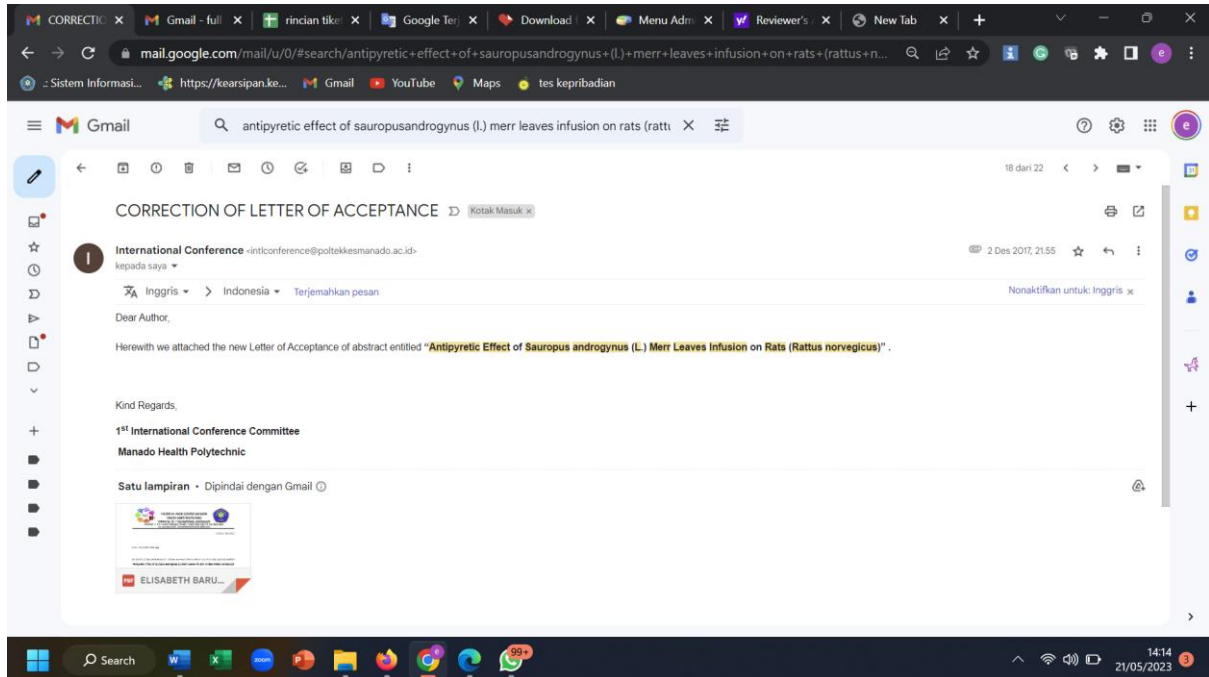 CORRECTIO
Gmail - full
rincian tike
Google Terj
Download
Menu Adm
Reviewer's
New Tab
mail.google.com/mail/u/0/#search/antipyretic+effect+of+sauropusandrogynus+(l.)+merr+leaves+infusion+on+rats+(rattus+n...
.: Sistem Informasi...
https://kearsipan.ke...
Gmail
YouTube
Maps
tes kepribadian
Gmail
antipyretic effect of sauropusandrogynus (l.) merr leaves infusion on rats (rattu
18 dari 22
CORRECTION OF LETTER OF ACCEPTANCE
Kotak Masuk x
International Conference <intlconference@poltekkesmanado.ac.id>
2 Des 2017, 21.55
kepada saya
Inggris > Indonesia Terjemahkan pesan
Nonaktifkan untuk: Inggris x
Dear Author,
Herewith we attached the new Letter of Acceptance of abstract entitled “Antipyretic Effect of Sauropus androgynus (L.) Merr Leaves Infusion on Rats (Rattus norvegicus)” .
Kind Regards,
1st International Conference Committee
Manado Health Polytechnic
Satu lampiran • Dipindai dengan Gmail
PDF ELISABETH BARU...
Search
99+
14:14
21/05/2023
3